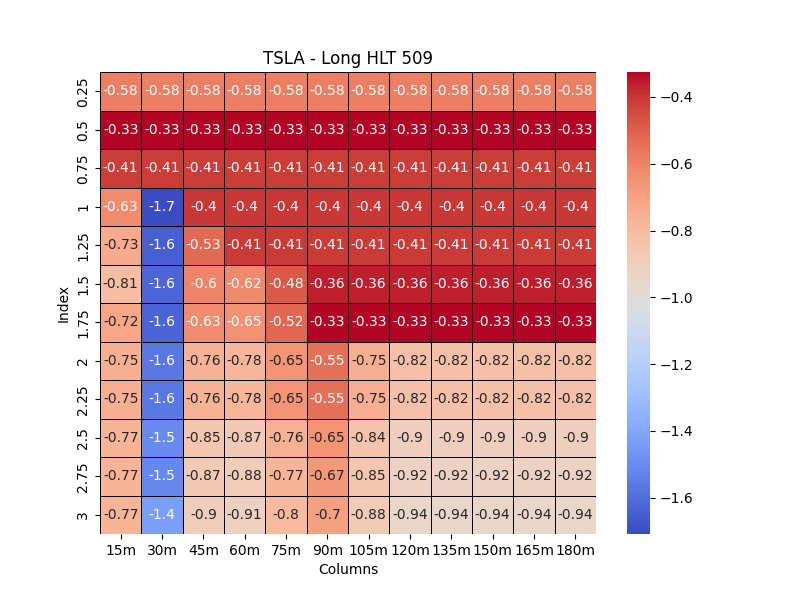 TSLA - Long HLT 509
0.25 -0.58 -0.58 -0.58 -0.58 -0.58 -0.58 -0.58 -0.58 -0.58 -0.58 -0.58 -0.58
0.5 -0.33 -0.33 -0.33 -0.33 -0.33 -0.33 -0.33 -0.33 -0.33 -0.33 -0.33 -0.33
0.75 -0.41 -0.41 -0.41 -0.41 -0.41 -0.41 -0.41 -0.41 -0.41 -0.41 -0.41 -0.41
1 -0.63 -1.7 -0.4 -0.4 -0.4 -0.4 -0.4 -0.4 -0.4 -0.4 -0.4 -0.4
1.25 -0.73 -1.6 -0.53 -0.41 -0.41 -0.41 -0.41 -0.41 -0.41 -0.41 -0.41 -0.41
1.5 -0.81 -1.6 -0.6 -0.62 -0.48 -0.36 -0.36 -0.36 -0.36 -0.36 -0.36 -0.36
1.75 -0.72 -1.6 -0.63 -0.65 -0.52 -0.33 -0.33 -0.33 -0.33 -0.33 -0.33 -0.33
2 -0.75 -1.6 -0.76 -0.78 -0.65 -0.55 -0.75 -0.82 -0.82 -0.82 -0.82 -0.82
2.25 -0.75 -1.6 -0.76 -0.78 -0.65 -0.55 -0.75 -0.82 -0.82 -0.82 -0.82 -0.82
2.5 -0.77 -1.5 -0.85 -0.87 -0.76 -0.65 -0.84 -0.9 -0.9 -0.9 -0.9 -0.9
2.75 -0.77 -1.5 -0.87 -0.88 -0.77 -0.67 -0.85 -0.92 -0.92 -0.92 -0.92 -0.92
3 -0.77 -1.4 -0.9 -0.91 -0.8 -0.7 -0.88 -0.94 -0.94 -0.94 -0.94 -0.94
15m 30m 45m 60m 75m 90m 105m 120m 135m 150m 165m 180m
Columns
Index
−0.4
−0.6
−0.8
−1.0
−1.2
−1.4
−1.6